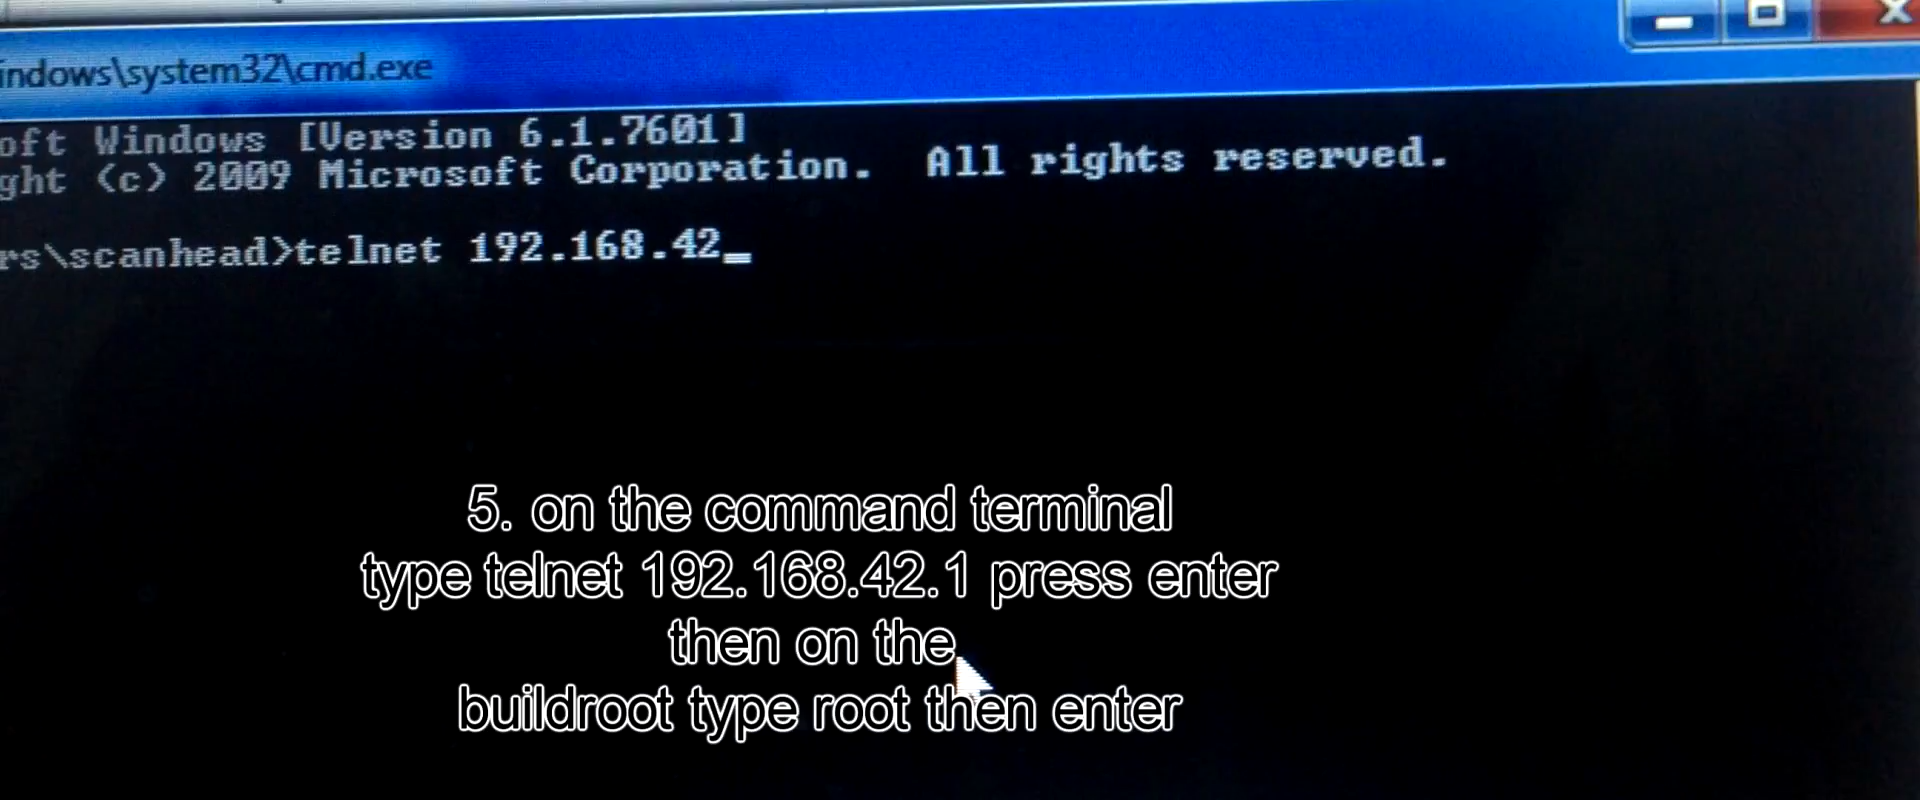 indows\system32\cmd.exe
oft Windows [Version 6.1.7601]
ght (c) 2009 Microsoft Corporation.  All rights reserved.
rs\scanhead>telnet 192.168.42_
5. on the command terminal
type telnet 192.168.42.1 press enter
then on the
buildroot type root then enter